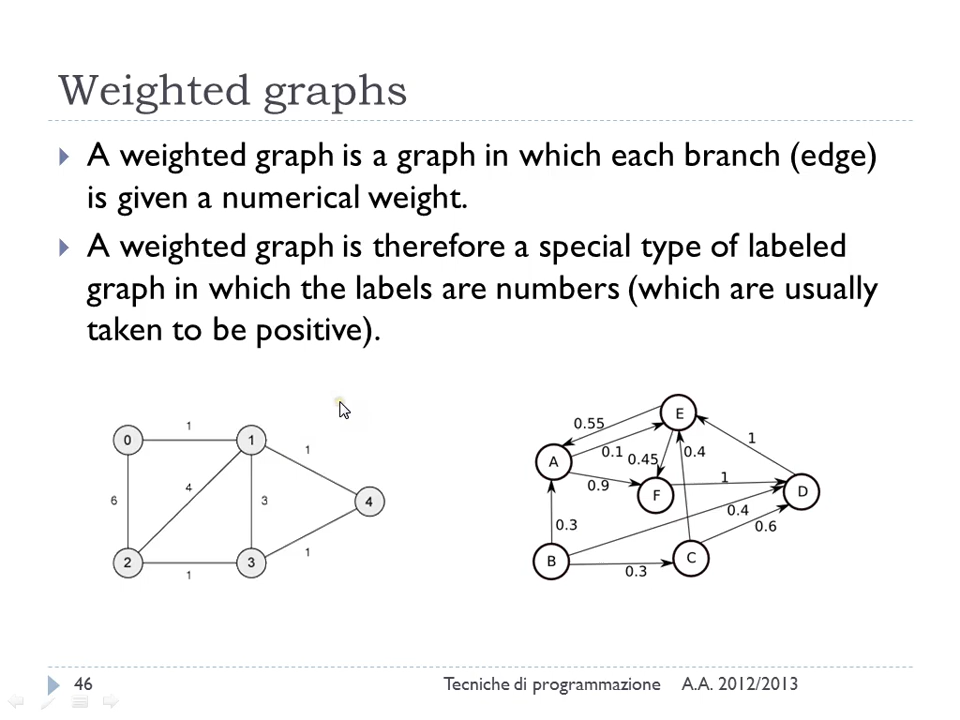 Weighted graphs
A weighted graph is a graph in which each branch (edge)
is given a numerical weight.
A weighted graph is therefore a special type of labeled
graph in which the labels are numbers (which are usually
taken to be positive).
0
1
1
1
6
4
3
4
2
1
3
1
E
0.55
1
A
0.1
0.45
0.4
0.9
F
1
D
0.3
0.4
0.6
B
0.3
C
46
Tecniche di programmazione
A.A. 2012/2013